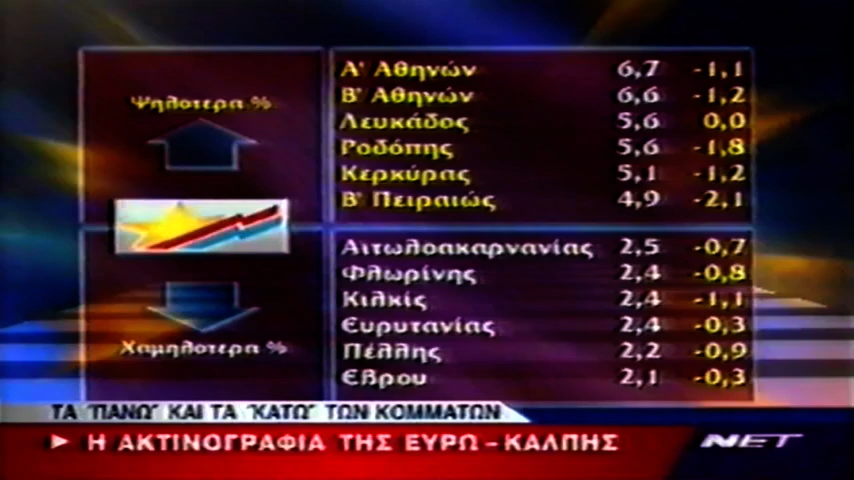 Ψηλοτερα %
Α' Αθηνών 6,7 -1,1
Β' Αθηνών 6,6 -1,2
Λευκάδος 5,6 0,0
Ροδόπης 5,6 -1,8
Κερκύρας 5,1 -1,2
Β' Πειραιώς 4,9 -2,1
Χαμηλοτερα %
Αιτωλοακαρνανίας 2,5 -0,7
Φλωρίνης 2,4 -0,8
Κιλκίς 2,4 -1,1
Ευρυτανίας 2,4 -0,3
Πέλλης 2,2 -0,9
Εβρου 2,1 -0,3
ΤΑ "ΠΑΝΩ" ΚΑΙ ΤΑ "ΚΑΤΩ" ΤΩΝ ΚΟΜΜΑΤΩΝ
Η ΑΚΤΙΝΟΓΡΑΦΙΑ ΤΗΣ ΕΥΡΩ - ΚΑΛΠΗΣ
NET